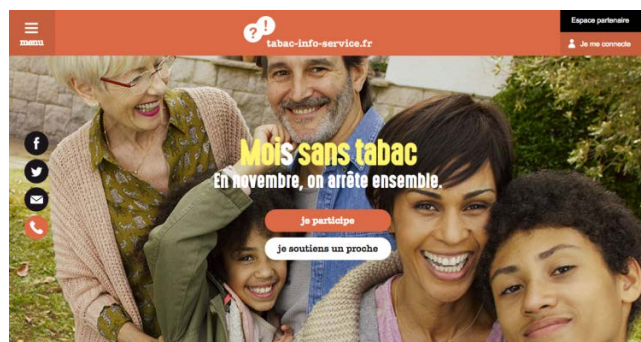 menu
?!
tabac-info-service.fr
Espace partenaire
Je me connecte
Mois sans tabac
En novembre, on arrête ensemble.
je participe
je soutiens un proche